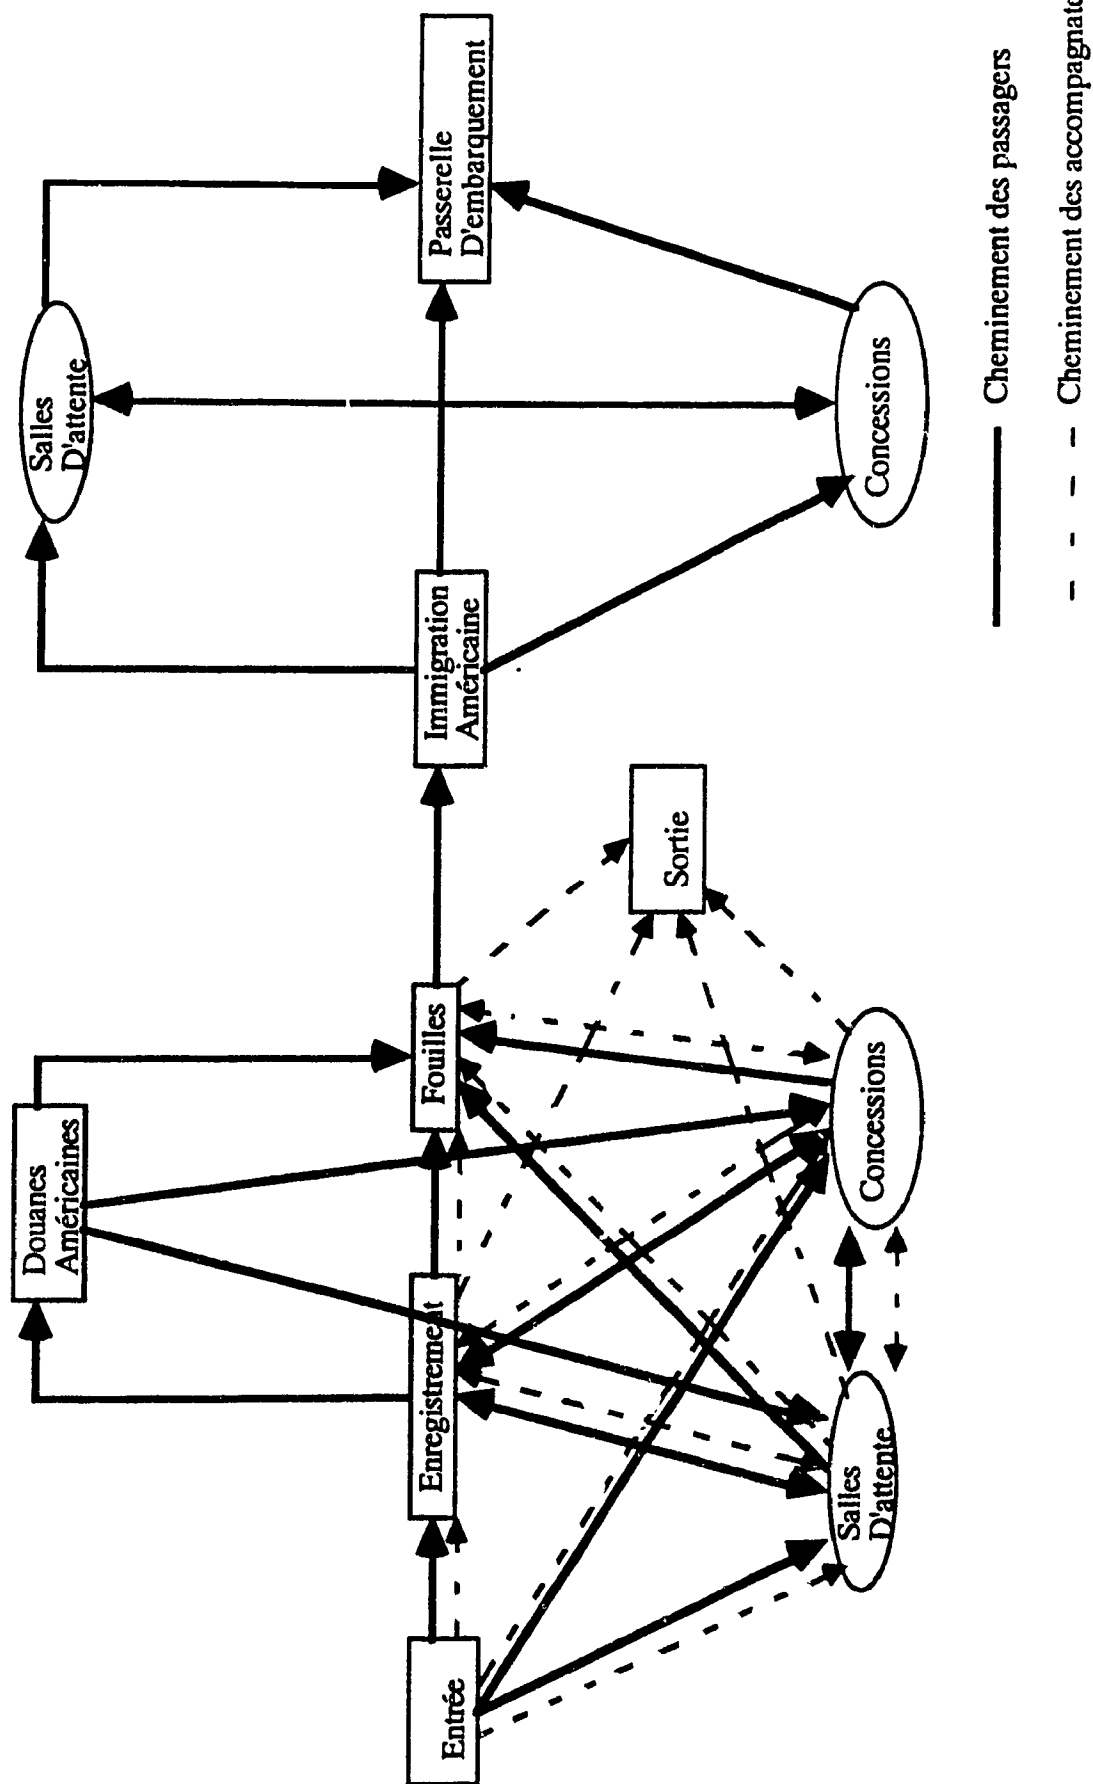 Douanes
Américaines
Salles
D'attente
Entrée
Enregistrement
Fouilles
Immigration
Américaine
Passerelle
D'embarquement
Sortie
Salles
D'attente
Concessions
Concessions
Cheminement des passagers
Cheminement des accompagnate